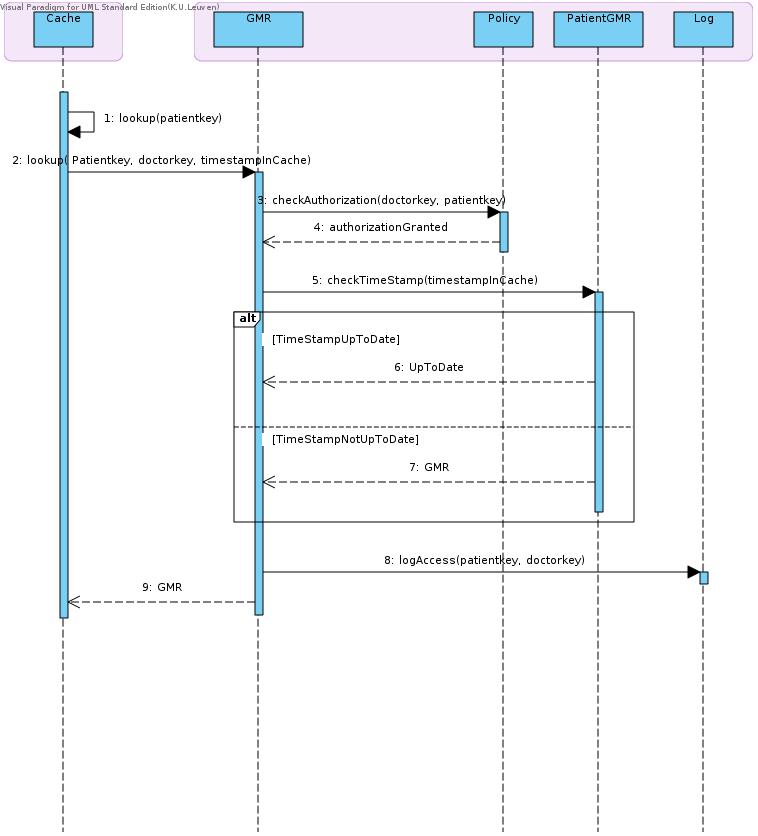 Visual Paradigm for UML Standard Edition(K.U.Leuven)
Cache
GMR
Policy
PatientGMR
Log
1: lookup(patientkey)
2: lookup( Patientkey, doctorkey, timestampInCache)
3: checkAuthorization(doctorkey, patientkey)
4: authorizationGranted
5: checkTimeStamp(timestampInCache)
alt
[TimeStampUpToDate]
6: UpToDate
[TimeStampNotUpToDate]
7: GMR
8: logAccess(patientkey, doctorkey)
9: GMR